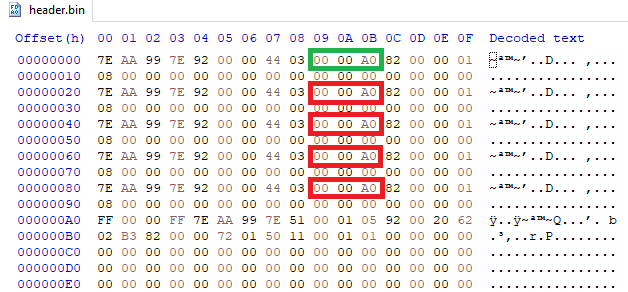 header.bin
Offset(h) 00 01 02 03 04 05 06 07 08 09 0A 0B 0C 0D 0E 0F Decoded text
00000000 7E AA 99 7E 92 00 00 44 03 00 00 A0 82 00 00 01 ~ª™~’..D... ‚...
00000010 08 00 00 00 00 00 00 00 00 00 00 00 00 00 00 00 ................
00000020 7E AA 99 7E 92 00 00 44 03 00 00 A0 82 00 00 01 ~ª™~’..D... ‚...
00000030 08 00 00 00 00 00 00 00 00 00 00 00 00 00 00 00 ................
00000040 7E AA 99 7E 92 00 00 44 03 00 00 A0 82 00 00 01 ~ª™~’..D... ‚...
00000050 08 00 00 00 00 00 00 00 00 00 00 00 00 00 00 00 ................
00000060 7E AA 99 7E 92 00 00 44 03 00 00 A0 82 00 00 01 ~ª™~’..D... ‚...
00000070 08 00 00 00 00 00 00 00 00 00 00 00 00 00 00 00 ................
00000080 7E AA 99 7E 92 00 00 44 03 00 00 A0 82 00 00 01 ~ª™~’..D... ‚...
00000090 08 00 00 00 00 00 00 00 00 00 00 00 00 00 00 00 ................
000000A0 FF 00 00 FF 7E AA 99 7E 51 00 01 05 92 00 20 62 ÿ..ÿ~ª™~Q...’. b
000000B0 02 B3 82 00 00 72 01 50 11 00 01 01 00 00 00 00 .³‚..r.P........
000000C0 00 00 00 00 00 00 00 00 00 00 00 00 00 00 00 00 ................
000000D0 00 00 00 00 00 00 00 00 00 00 00 00 00 00 00 00 ................
000000E0 00 00 00 00 00 00 00 00 00 00 00 00 00 00 00 00 ................